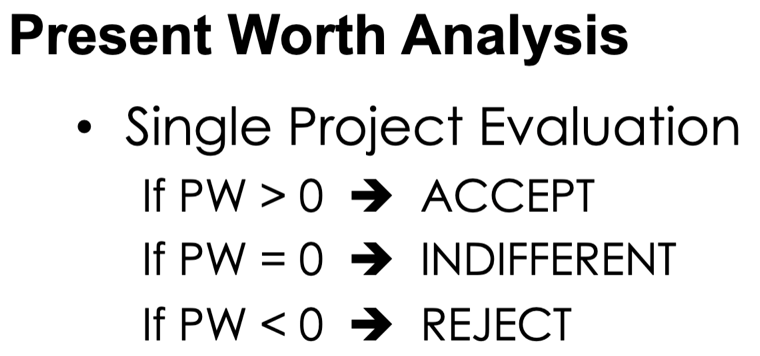 Present Worth Analysis
• Single Project Evaluation
If PW > 0 ➔ ACCEPT
If PW = 0 ➔ INDIFFERENT
If PW < 0 ➔ REJECT